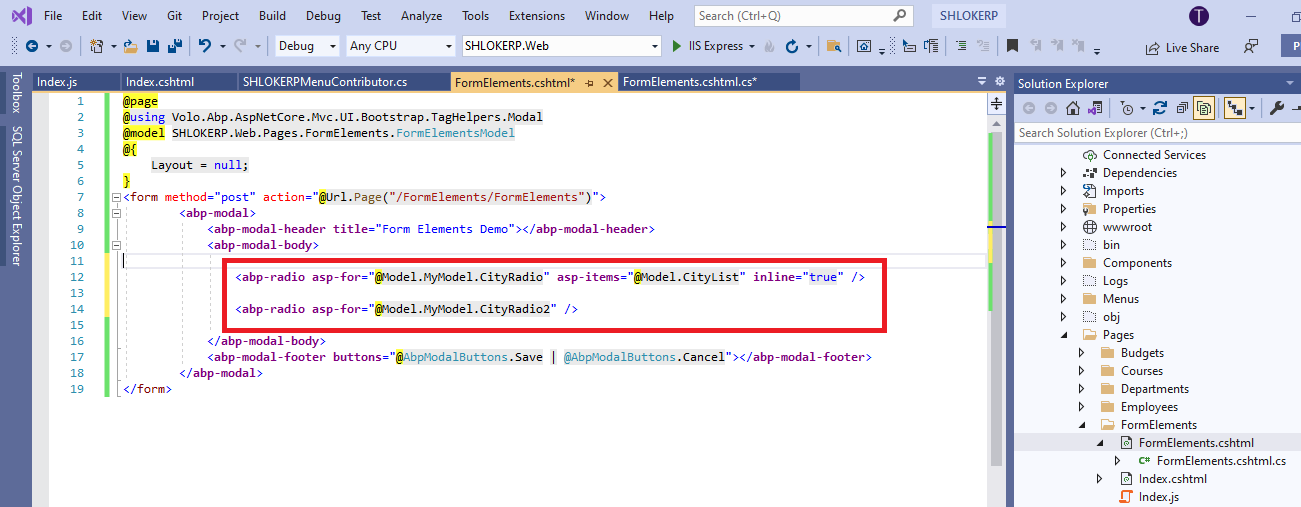 File Edit View Git Project Build Debug Test Analyze Tools Extensions Window Help Search (Ctrl+Q) SHLOKERP T
Debug Any CPU SHLOKERP.Web IIS Express Live Share P
Toolbox
SQL Server Object Explorer
Index.js Index.cshtml SHLOKERPMenuContributor.cs FormElements.cshtml* FormElements.cshtml.cs*
1 @page
2 @using Volo.Abp.AspNetCore.Mvc.UI.Bootstrap.TagHelpers.Modal
3 @model SHLOKERP.Web.Pages.FormElements.FormElementsModel
4 @{
5 Layout = null;
6 }
7 <form method="post" action="@Url.Page("/FormElements/FormElements")">
8 <abp-modal>
9 <abp-modal-header title="Form Elements Demo"></abp-modal-header>
10 <abp-modal-body>
11
12 <abp-radio asp-for="@Model.MyModel.CityRadio" asp-items="@Model.CityList" inline="true" />
13
14 <abp-radio asp-for="@Model.MyModel.CityRadio2" />
15
16 </abp-modal-body>
17 <abp-modal-footer buttons="@AbpModalButtons.Save | @AbpModalButtons.Cancel"></abp-modal-footer>
18 </abp-modal>
19 </form>
Solution Explorer
Search Solution Explorer (Ctrl+;)
Connected Services
Dependencies
Imports
Properties
wwwroot
bin
Components
Logs
Menus
obj
Pages
Budgets
Courses
Departments
Employees
FormElements
FormElements.cshtml
C# FormElements.cshtml.cs
Index.cshtml
Index.js